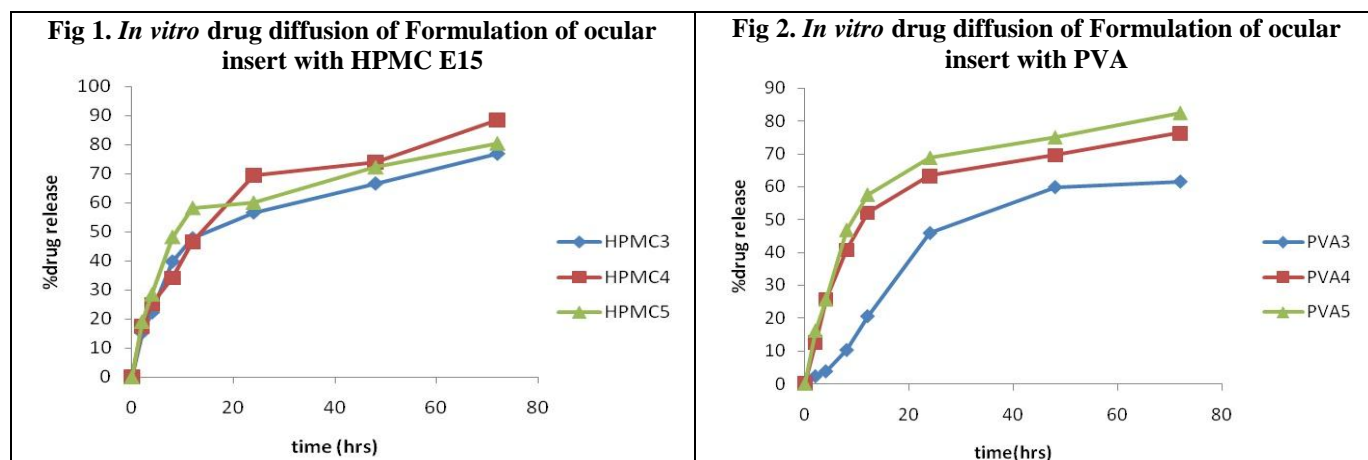 Fig 1. In vitro drug diffusion of Formulation of ocular
insert with HPMC E15
100
90
80
70
60
50
40
30
20
10
0
%drug release
0 20 40 60 80
time (hrs)
HPMC3
HPMC4
HPMC5
Fig 2. In vitro drug diffusion of Formulation of ocular
insert with PVA
90
80
70
60
50
40
30
20
10
0
%drug release
0 20 40 60 80
time(hrs)
PVA3
PVA4
PVA5